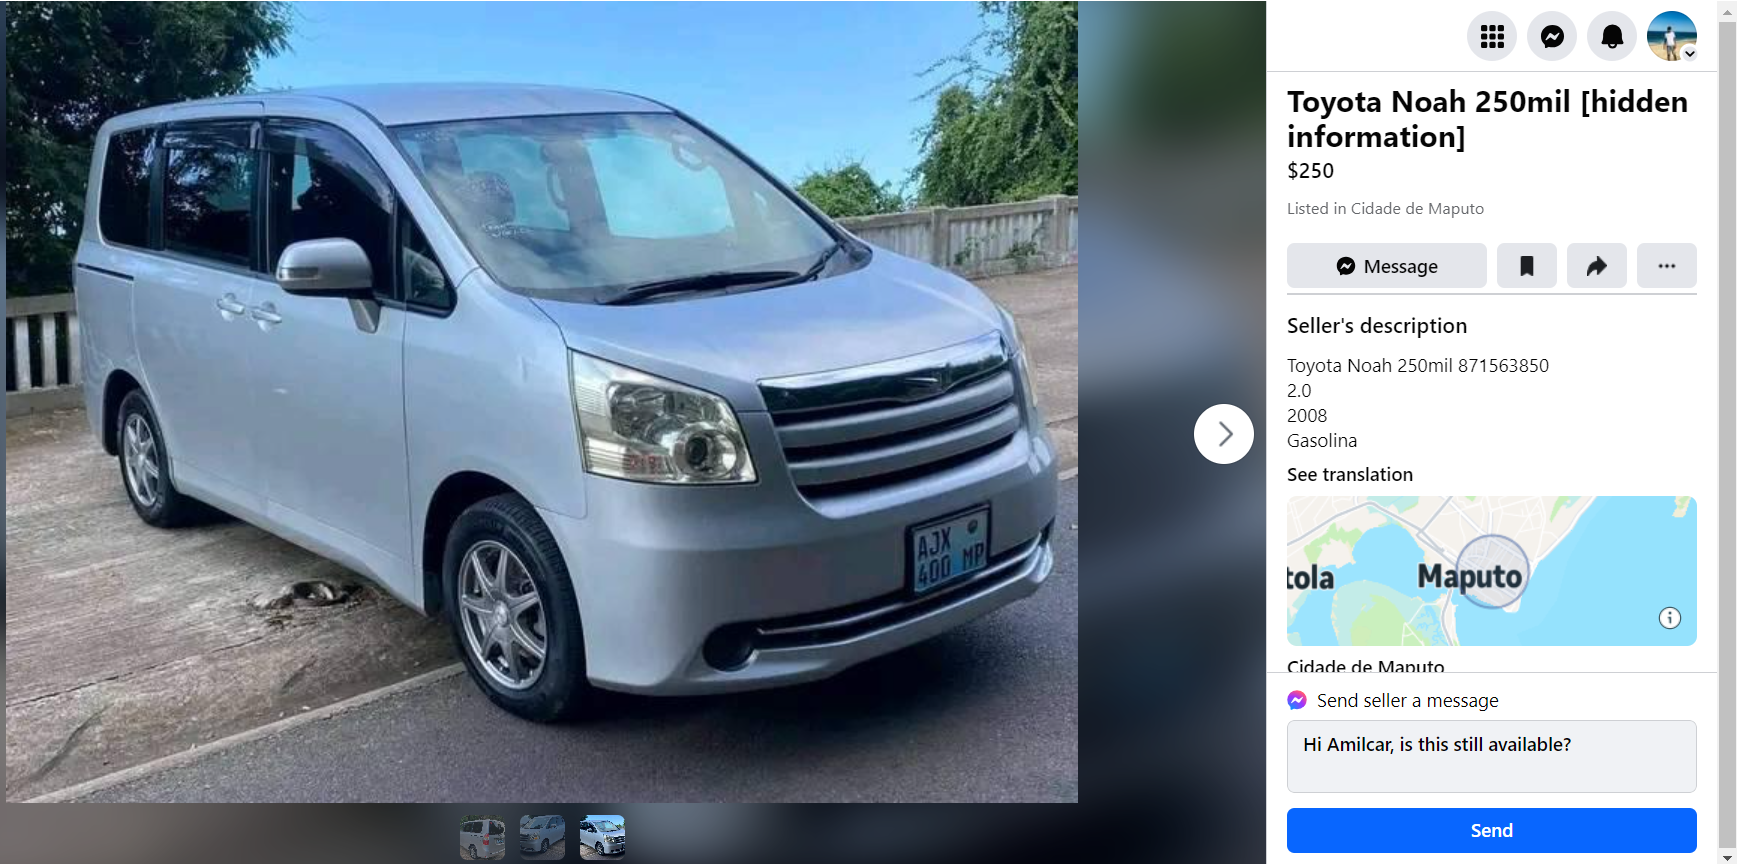 AJX
400 MP
Toyota Noah 250mil [hidden
information]
$250
Listed in Cidade de Maputo
Message
Seller's description
Toyota Noah 250mil 871563850
2.0
2008
Gasolina
See translation
tola
Maputo
Cidade de Maputo
Send seller a message
Hi Amilcar, is this still available?
Send